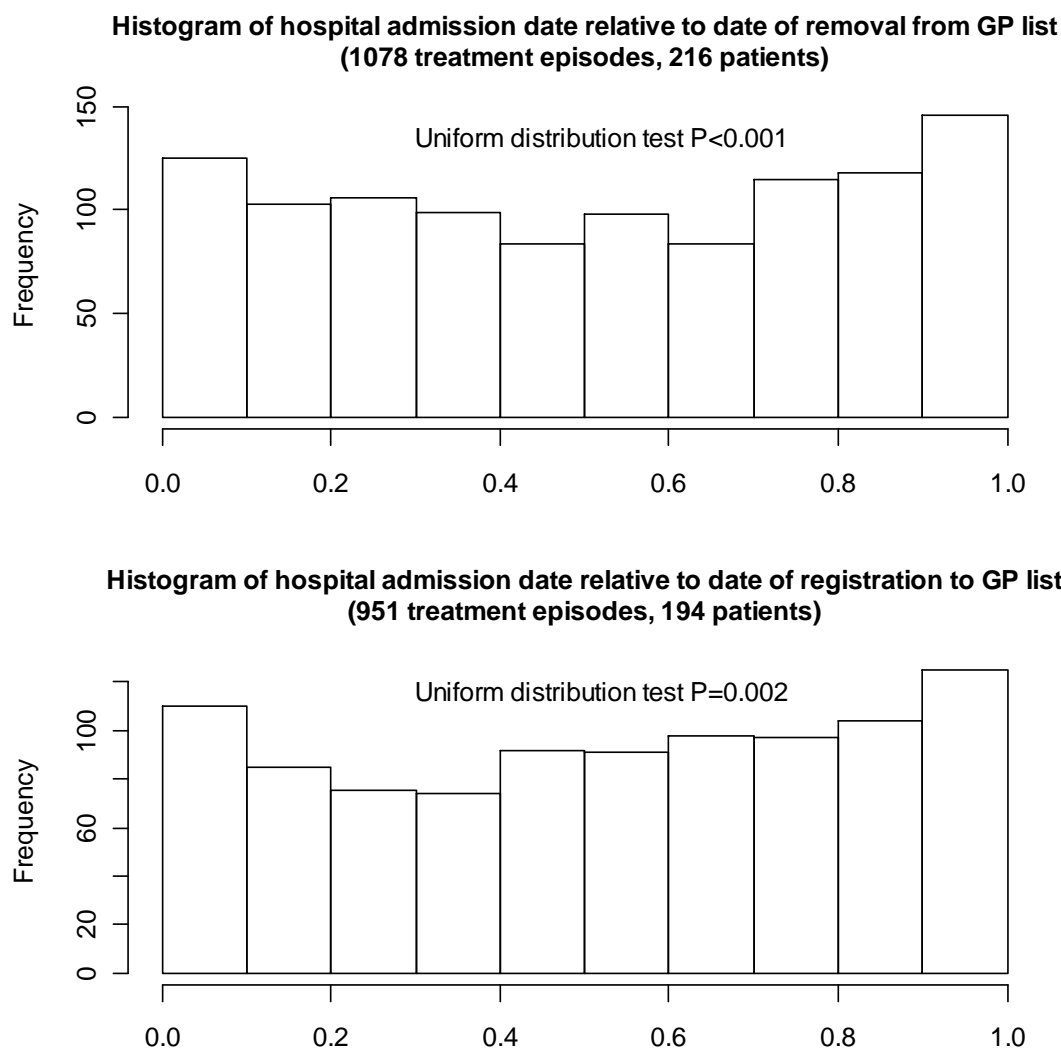 Histogram of hospital admission date relative to date of removal from GP list
(1078 treatment episodes, 216 patients)
Uniform distribution test P<0.001
Frequency
150
100
50
0
0.0 0.2 0.4 0.6 0.8 1.0
Histogram of hospital admission date relative to date of registration to GP list
(951 treatment episodes, 194 patients)
Uniform distribution test P=0.002
Frequency
100
60
20
0
0.0 0.2 0.4 0.6 0.8 1.0